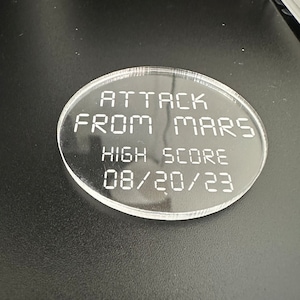 ATTACK
FROM MARS
HIGH SCORE
08/20/23